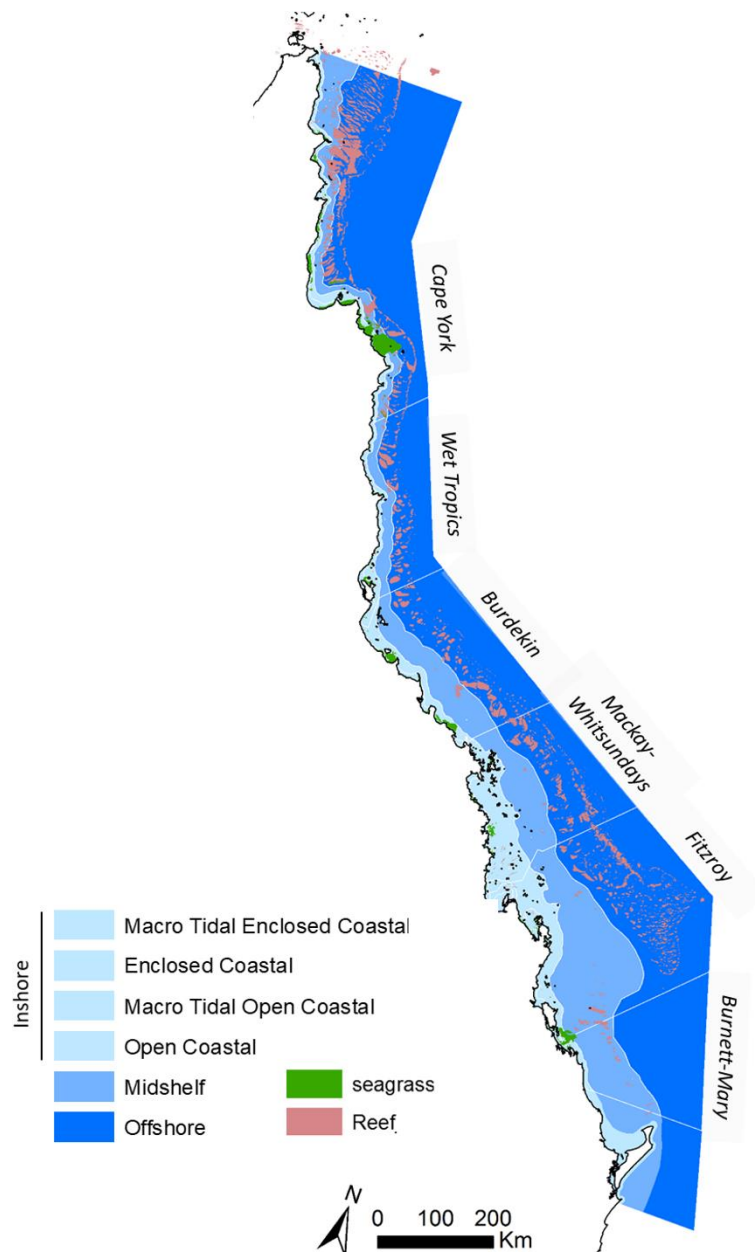 Cape York
Wet Tropics
Burdekin
Mackay-
Whitsundays
Fitzroy
Burnett-Mary
Inshore
Macro Tidal Enclosed Coastal
Enclosed Coastal
Macro Tidal Open Coastal
Open Coastal
Midshelf
Offshore
seagrass
Reef
N
0 100 200
Km